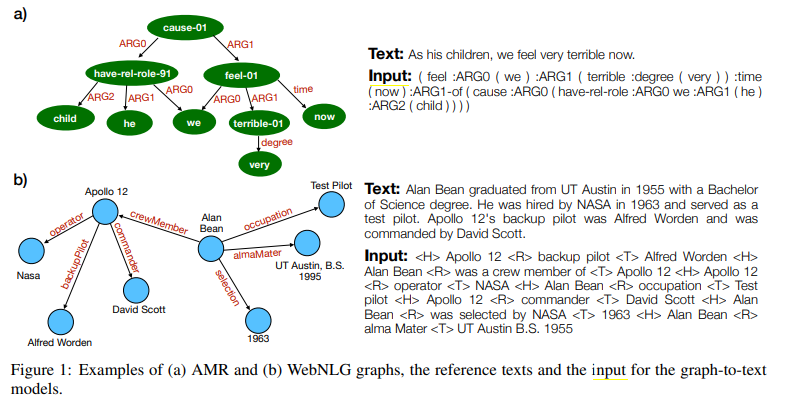 a)
cause-01
ARG0
ARG1
have-rel-role-91
feel-01
ARG2
ARG1
ARG0
ARG0
ARG1
time
child
he
we
terrible-01
now
degree
very
Text: As his children, we feel very terrible now.
Input: ( feel :ARG0 ( we ) :ARG1 ( terrible :degree ( very ) ) :time
( now ) :ARG1-of ( cause :ARG0 ( have-rel-role :ARG0 we :ARG1 ( he )
:ARG2 ( child ) ) ) )
b)
Apollo 12
Test Pilot
operator
crewMember
Alan
Bean
occupation
backupPilot
commander
almaMater
Nasa
selection
UT Austin, B.S.
1995
David Scott
Alfred Worden
1963
Text: Alan Bean graduated from UT Austin in 1955 with a Bachelor
of Science degree. He was hired by NASA in 1963 and served as a
test pilot. Apollo 12's backup pilot was Alfred Worden and was
commanded by David Scott.
Input: <H> Apollo 12 <R> backup pilot <T> Alfred Worden <H>
Alan Bean <R> was a crew member of <T> Apollo 12 <H> Apollo 12
<R> operator <T> NASA <H> Alan Bean <R> occupation <T> Test
pilot <H> Apollo 12 <R> commander <T> David Scott <H> Alan
Bean <R> was selected by NASA <T> 1963 <H> Alan Bean <R>
alma Mater <T> UT Austin B.S. 1955
Figure 1: Examples of (a) AMR and (b) WebNLG graphs, the reference texts and the input for the graph-to-text
models.